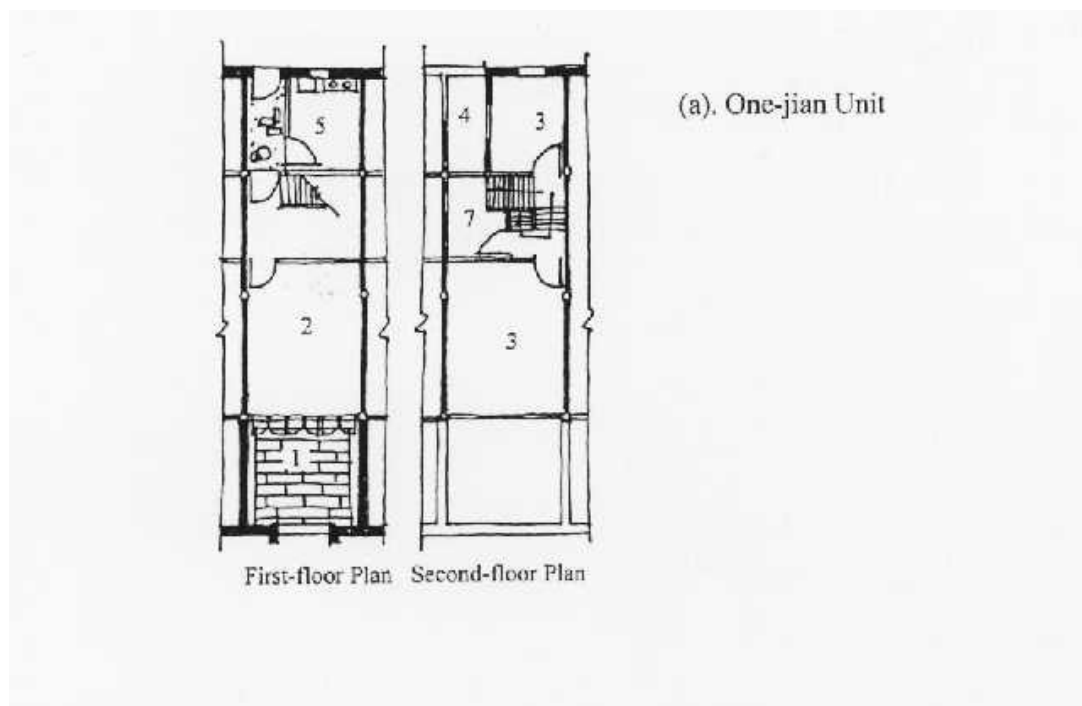 (a). One-jian Unit
5
2
1
4
3
7
3
First-floor Plan
Second-floor Plan